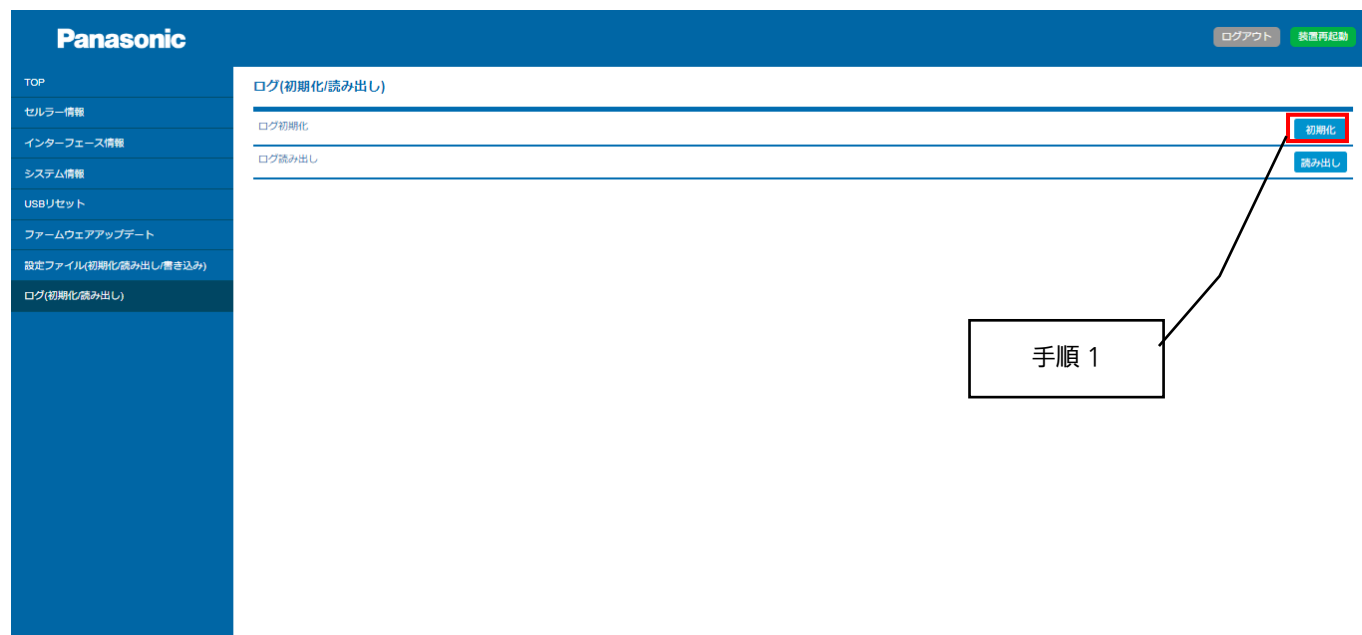 Panasonic
ログアウト
装置再起動
TOP
セルラー情報
インターフェース情報
システム情報
USBリセット
ファームウェアアップデート
設定ファイル(初期化/読み出し/書き込み)
ログ(初期化/読み出し)
ログ(初期化/読み出し)
ログ初期化
初期化
ログ読み出し
読み出し
手順 1